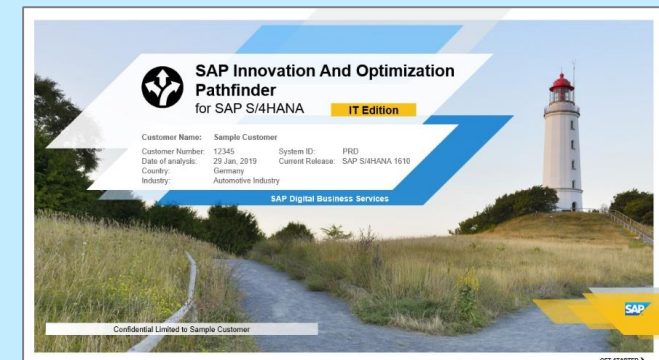 SAP Innovation And Optimization
Pathfinder
for SAP S/4HANA IT Edition
Customer Name: Sample Customer
Customer Number: 12345 System ID: PRD
Date of analysis: 29 Jan, 2019 Current Release: SAP S/4HANA 1610
Country: Germany
Industry: Automotive Industry
SAP Digital Business Services
SAP
Confidential Limited to Sample Customer
GET STARTED